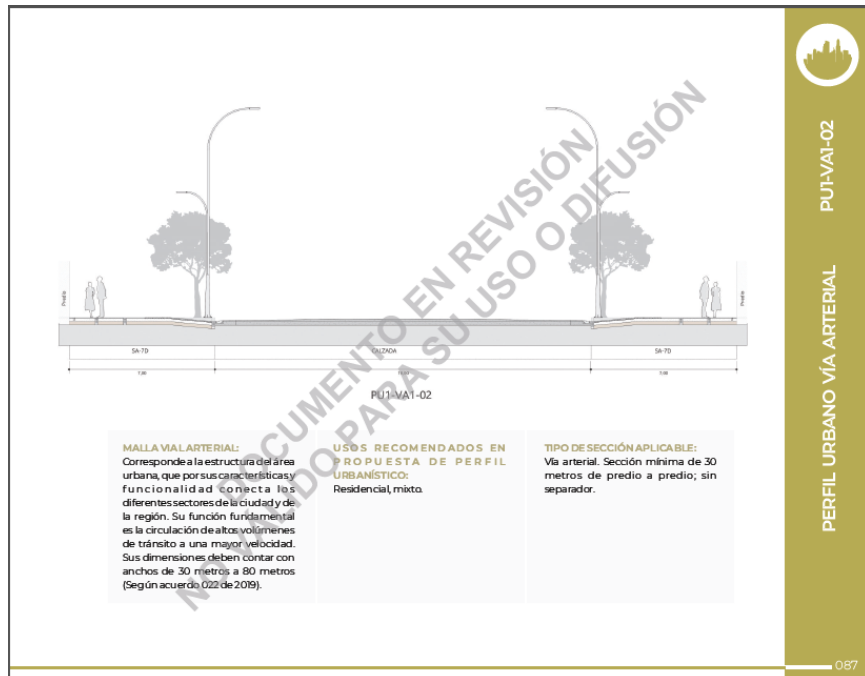 DOCUMENTO EN REVISIÓN
NO VÁLIDO PARA SU USO O DIFUSIÓN
Predio
Predio
SA-7D
CALZADA
SA-7D
PU1-VA1-02
MALLA VIAL ARTERIAL:
Corresponde a la estructura del área
urbana, que por sus características y
funcionalidad conecta los
diferentes sectores de la ciudad y de
la región. Su función fundamental
es la circulación de altos volúmenes
de tránsito a una mayor velocidad.
Sus dimensiones deben contar con
anchos de 30 metros a 80 metros
(Según acuerdo 022 de 2019).
USOS RECOMENDADOS EN
PROPUESTA DE PERFIL
URBANÍSTICO:
Residencial, mixto.
TIPO DE SECCIÓN APLICABLE:
Vía arterial. Sección mínima de 30
metros de predio a predio; sin
separador.
PU1-VA1-02
PERFIL URBANO VÍA ARTERIAL
087